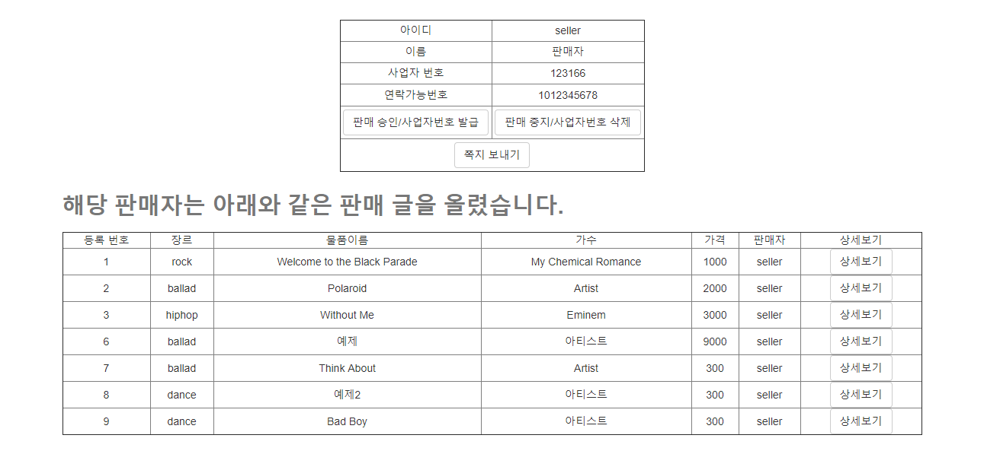 아이디 seller
이름 판매자
사업자 번호 123166
연락가능번호 1012345678
판매 승인/사업자번호 발급 판매 중지/사업자번호 삭제
쪽지 보내기
해당 판매자는 아래와 같은 판매 글을 올렸습니다.
등록 번호 장르 물품이름 가수 가격 판매자 상세보기
1 rock Welcome to the Black Parade My Chemical Romance 1000 seller 상세보기
2 ballad Polaroid Artist 2000 seller 상세보기
3 hiphop Without Me Eminem 3000 seller 상세보기
6 ballad 예제 아티스트 9000 seller 상세보기
7 ballad Think About Artist 300 seller 상세보기
8 dance 예제2 아티스트 300 seller 상세보기
9 dance Bad Boy 아티스트 300 seller 상세보기